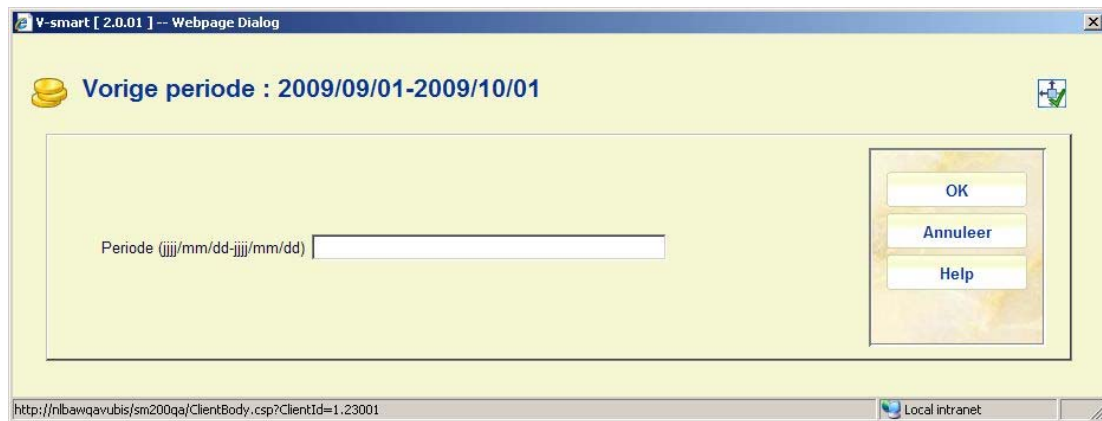 V-smart [ 2.0.01 ] -- Webpage Dialog
Vorige periode : 2009/09/01-2009/10/01
Periode (jjjj/mm/dd-jjjj/mm/dd)
OK
Annuleer
Help
http://nlbawqavubis/sm200qa/ClientBody.csp?ClientId=1.23001
Local intranet